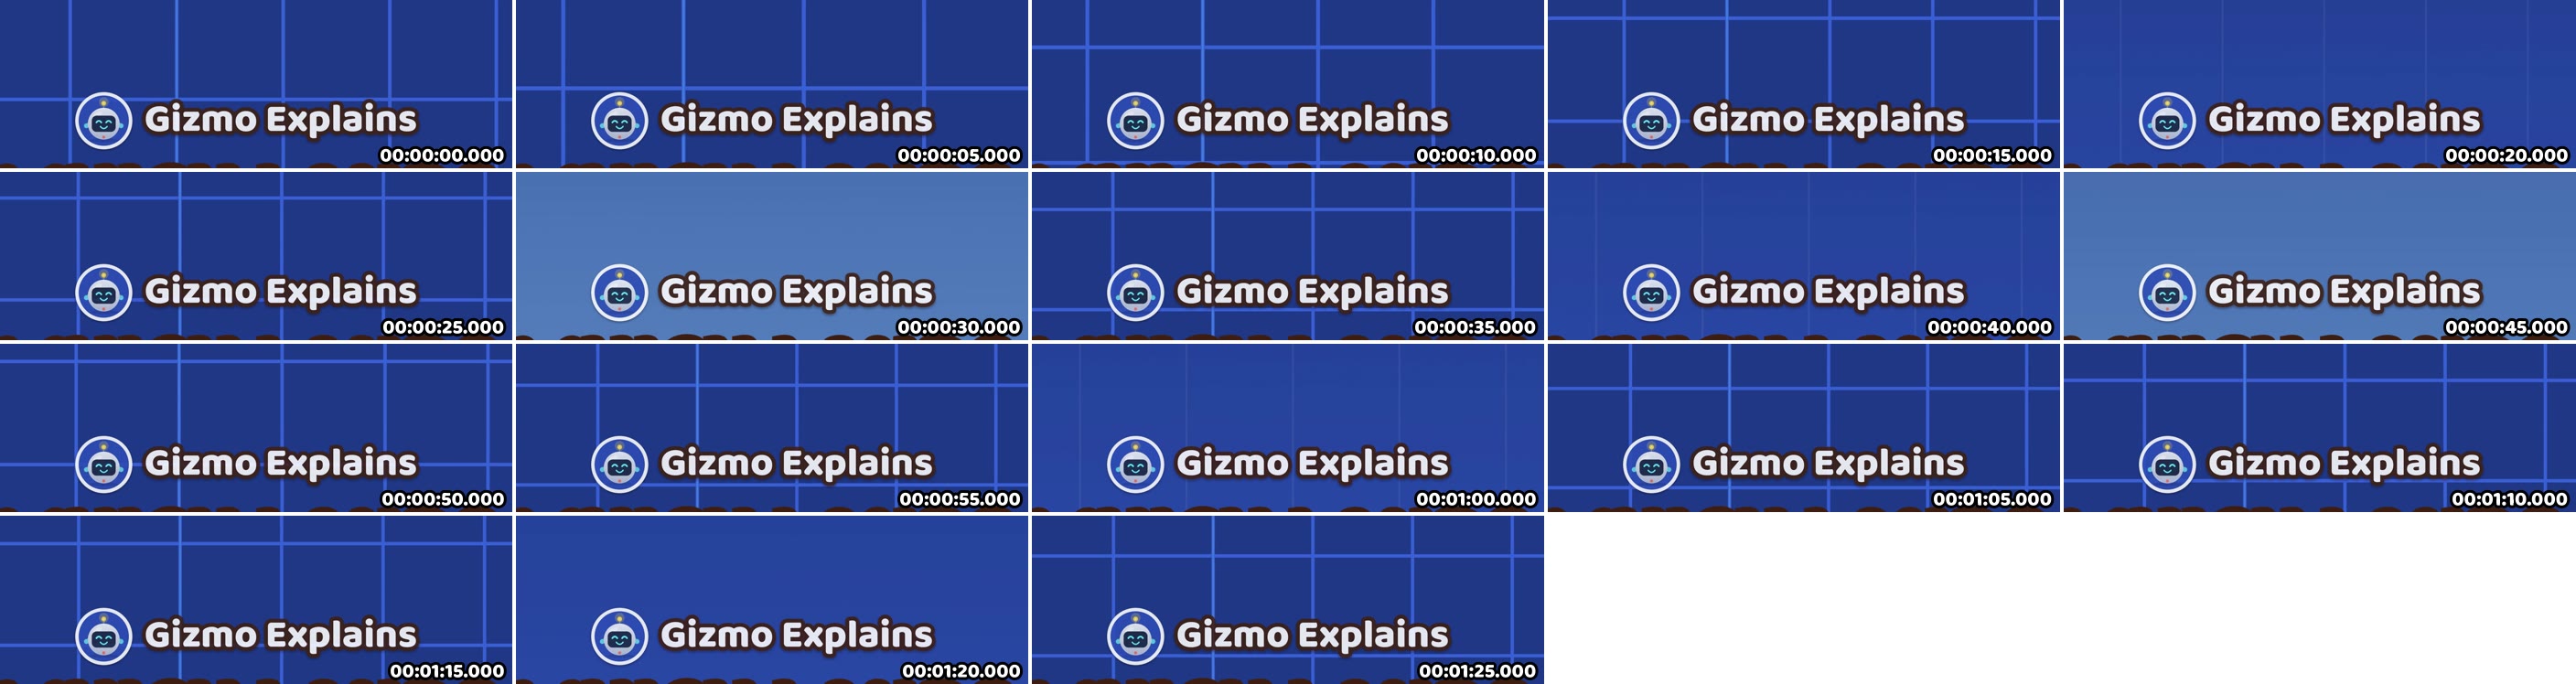 Gizmo Explains
00:00:00.000
Gizmo Explains
00:00:05.000
Gizmo Explains
00:00:10.000
Gizmo Explains
00:00:15.000
Gizmo Explains
00:00:20.000
Gizmo Explains
00:00:25.000
Gizmo Explains
00:00:30.000
Gizmo Explains
00:00:35.000
Gizmo Explains
00:00:40.000
Gizmo Explains
00:00:45.000
Gizmo Explains
00:00:50.000
Gizmo Explains
00:00:55.000
Gizmo Explains
00:01:00.000
Gizmo Explains
00:01:05.000
Gizmo Explains
00:01:10.000
Gizmo Explains
00:01:15.000
Gizmo Explains
00:01:20.000
Gizmo Explains
00:01:25.000